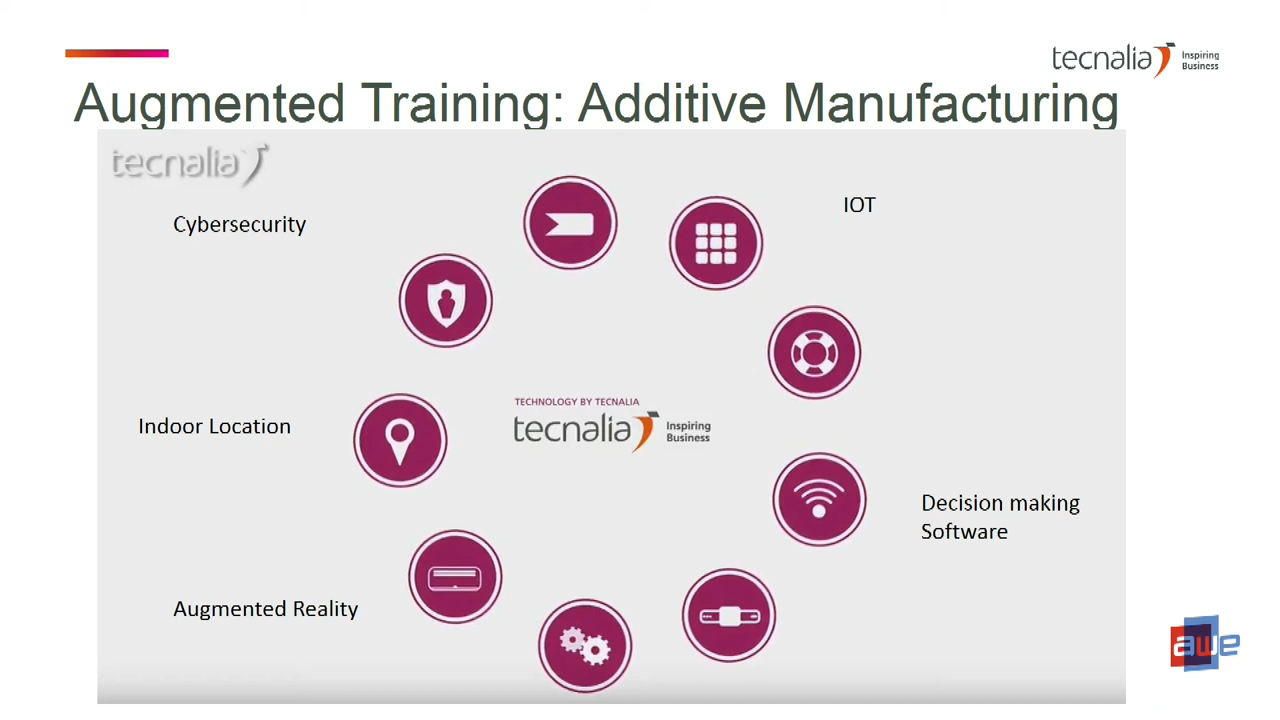 tecnalia Inspiring
Business
Augmented Training: Additive Manufacturing
tecnalia
IOT
Cybersecurity
TECHNOLOGY BY TECNALIA
tecnalia Inspiring
Business
Indoor Location
Decision making
Software
Augmented Reality
awe